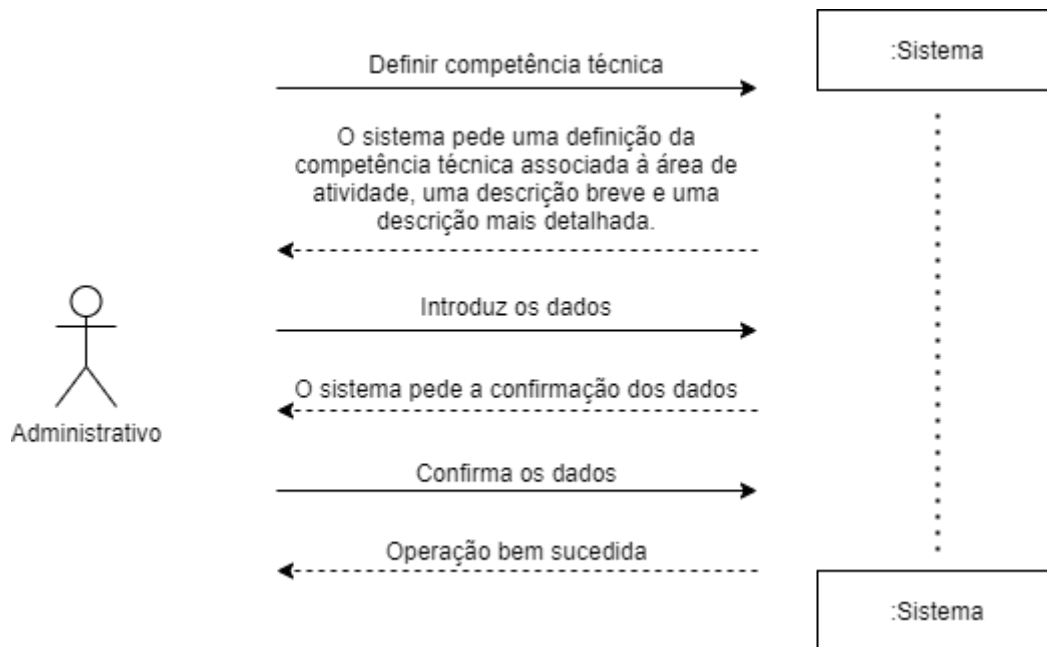 :Sistema
Definir competência técnica
O sistema pede uma definição da
competência técnica associada à área de
atividade, uma descrição breve e uma
descrição mais detalhada.
Introduz os dados
O sistema pede a confirmação dos dados
Administrativo
Confirma os dados
Operação bem sucedida
:Sistema